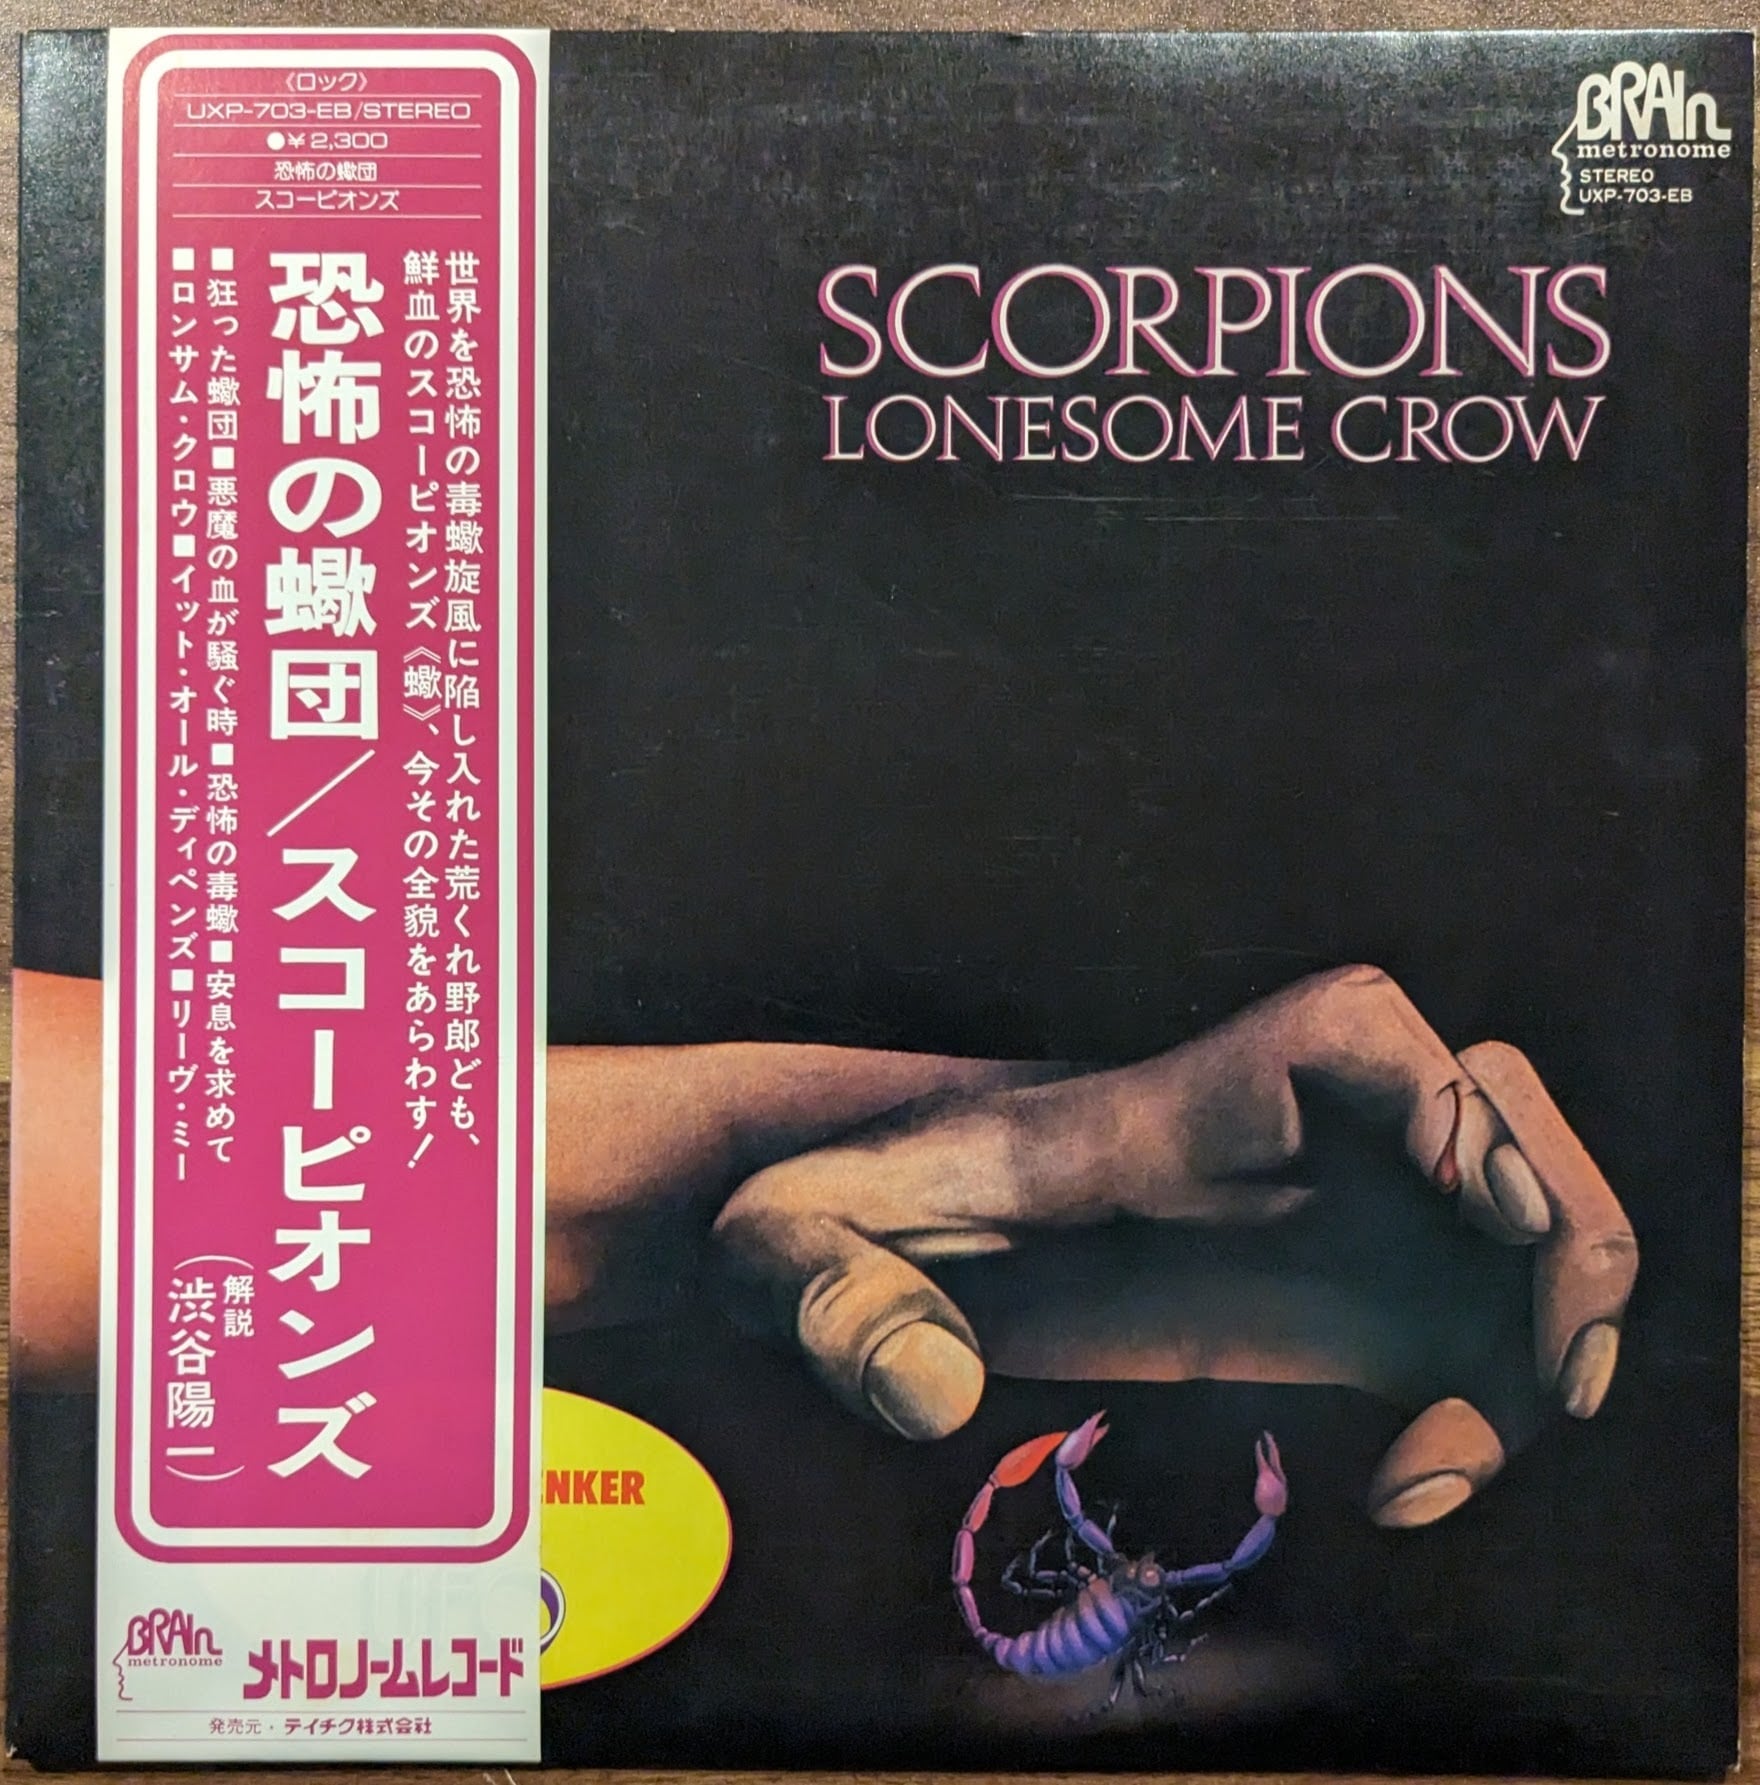 〈ロック〉
UXP-703-EB/STEREO
●¥2,300
恐怖の蠍団
スコーピオンズ
世界を恐怖の毒蠍旋風に陥し入れた荒くれ野郎ども、
鮮血のスコーピオンズ《蠍》、今その全貌をあらわす!
恐怖の蠍団/スコーピオンズ
■狂った蠍団■悪魔の血が騒ぐ時■恐怖の毒蠍■安息を求めて
■ロンサム・クロウ■イット・オール・ディペンズ■リーヴ・ミー
(解説
渋谷陽一)
BRAIn
metronome
メトロノームレコード
発売元・テイチク株式会社
BRAIn
metronome
STEREO
UXP-703-EB
SCORPIONS
LONESOME CROW
ENKER